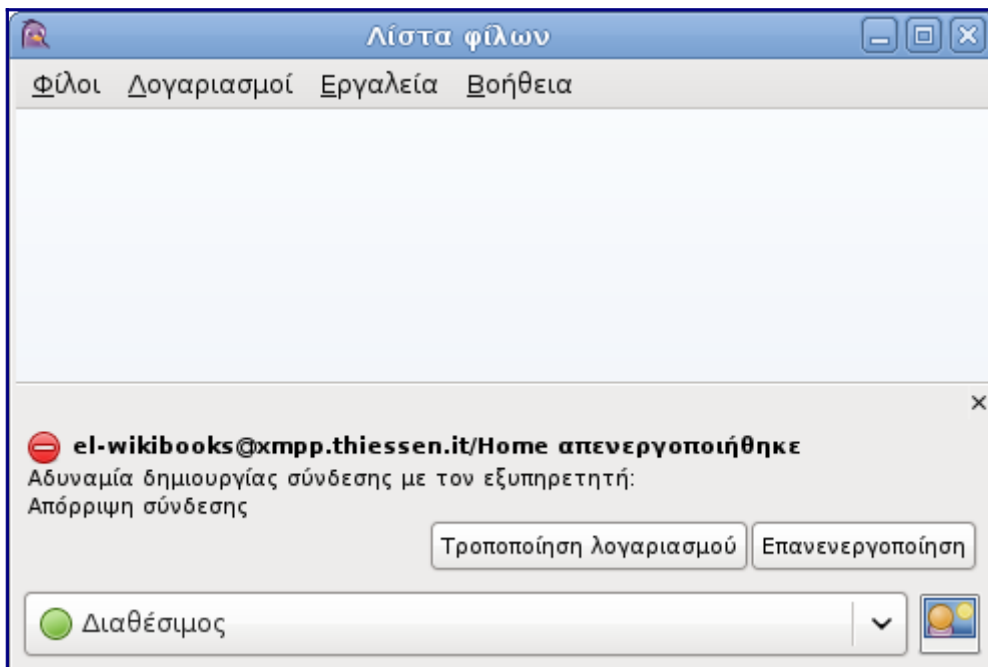 Λίστα φίλων
Φίλοι Λογαριασμοί Εργαλεία Βοήθεια
el-wikibooks@xmpp.thiessen.it/Home απενεργοποιήθηκε
Αδυναμία δημιουργίας σύνδεσης με τον εξυπηρετητή:
Απόρριψη σύνδεσης
Τροποποίηση λογαριασμού Επανενεργοποίηση
Διαθέσιμος